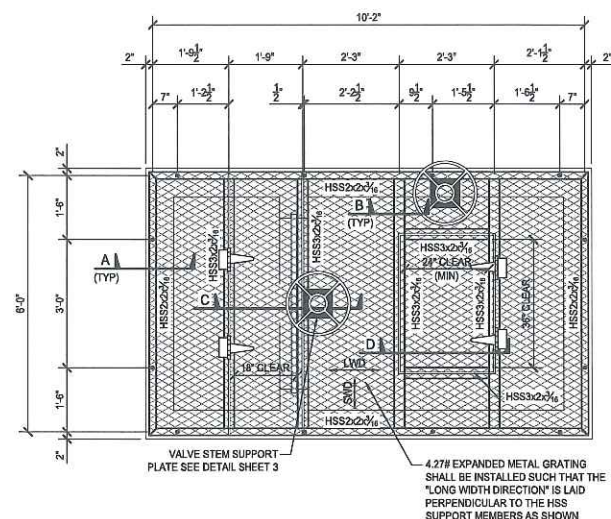 10'-2"
2" 1'-9½" 1'-9" 2'-3" 2'-3" 2'-1½" 2"
7" 1'-2½" ½" 2'-2½" 9½" 1'-5½" 1'-6½" 7"
2"
1'-6"
3'-0"
6'-0"
1'-6"
2"
HSS2x2x³⁄₁₆
B
(TYP)
A
(TYP)
HSS2x2x³⁄₁₆
HSS3x2x³⁄₁₆
HSS3x2x³⁄₁₆
HSS3x2x³⁄₁₆
24" CLEAR
(MIN)
HSS3x2x³⁄₁₆
HSS3x2x³⁄₁₆
36" CLEAR
HSS2x2x³⁄₁₆
C
D
18" CLEAR
LWD
SWD
HSS3x2x³⁄₁₆
HSS2x2x³⁄₁₆
VALVE STEM SUPPORT
PLATE SEE DETAIL SHEET 3
4.27# EXPANDED METAL GRATING
SHALL BE INSTALLED SUCH THAT THE
"LONG WIDTH DIRECTION" IS LAID
PERPENDICULAR TO THE HSS
SUPPORT MEMBERS AS SHOWN